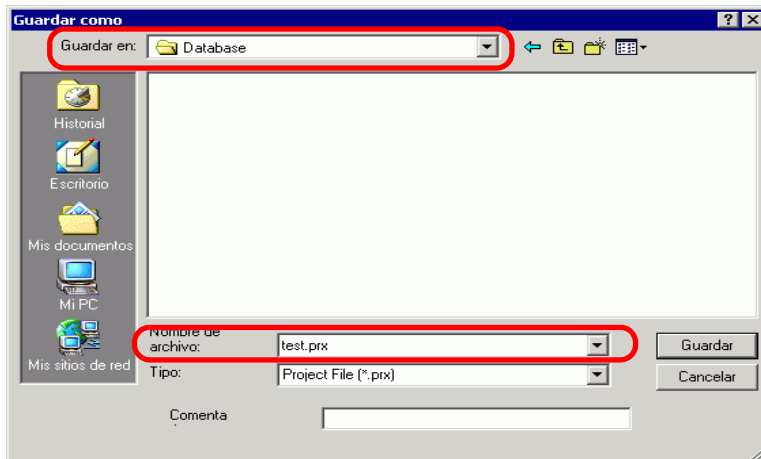 Guardar como
Guardar en: Database
Historial
Escritorio
Mis documentos
Mi PC
Mis sitios de red
Nombre de
archivo: test.prx
Guardar
Tipo: Project File (*.prx)
Cancelar
Comenta